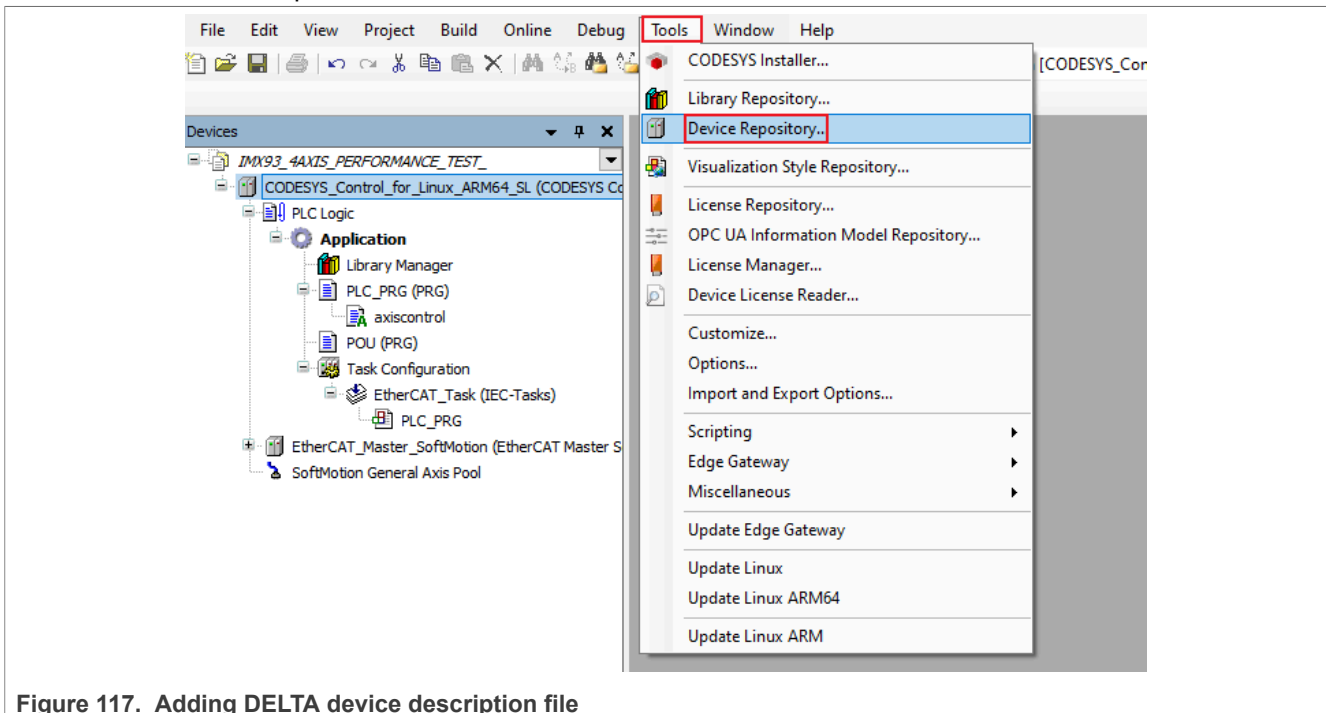 File Edit View Project Build Online Debug Tools Window Help
CODESYS Installer...
[CODESYS_Cor
Library Repository...
Devices
Device Repository..
IMX93_4AXIS_PERFORMANCE_TEST_
Visualization Style Repository...
CODESYS_Control_for_Linux_ARM64_SL (CODESYS Co
License Repository...
PLC Logic
OPC UA Information Model Repository...
Application
License Manager...
Library Manager
Device License Reader...
PLC_PRG (PRG)
axiscontrol
Customize...
POU (PRG)
Options...
Task Configuration
Import and Export Options...
EtherCAT_Task (IEC-Tasks)
PLC_PRG
Scripting
EtherCAT_Master_SoftMotion (EtherCAT Master S
Edge Gateway
SoftMotion General Axis Pool
Miscellaneous
Update Edge Gateway
Update Linux
Update Linux ARM64
Update Linux ARM
Figure 117. Adding DELTA device description file